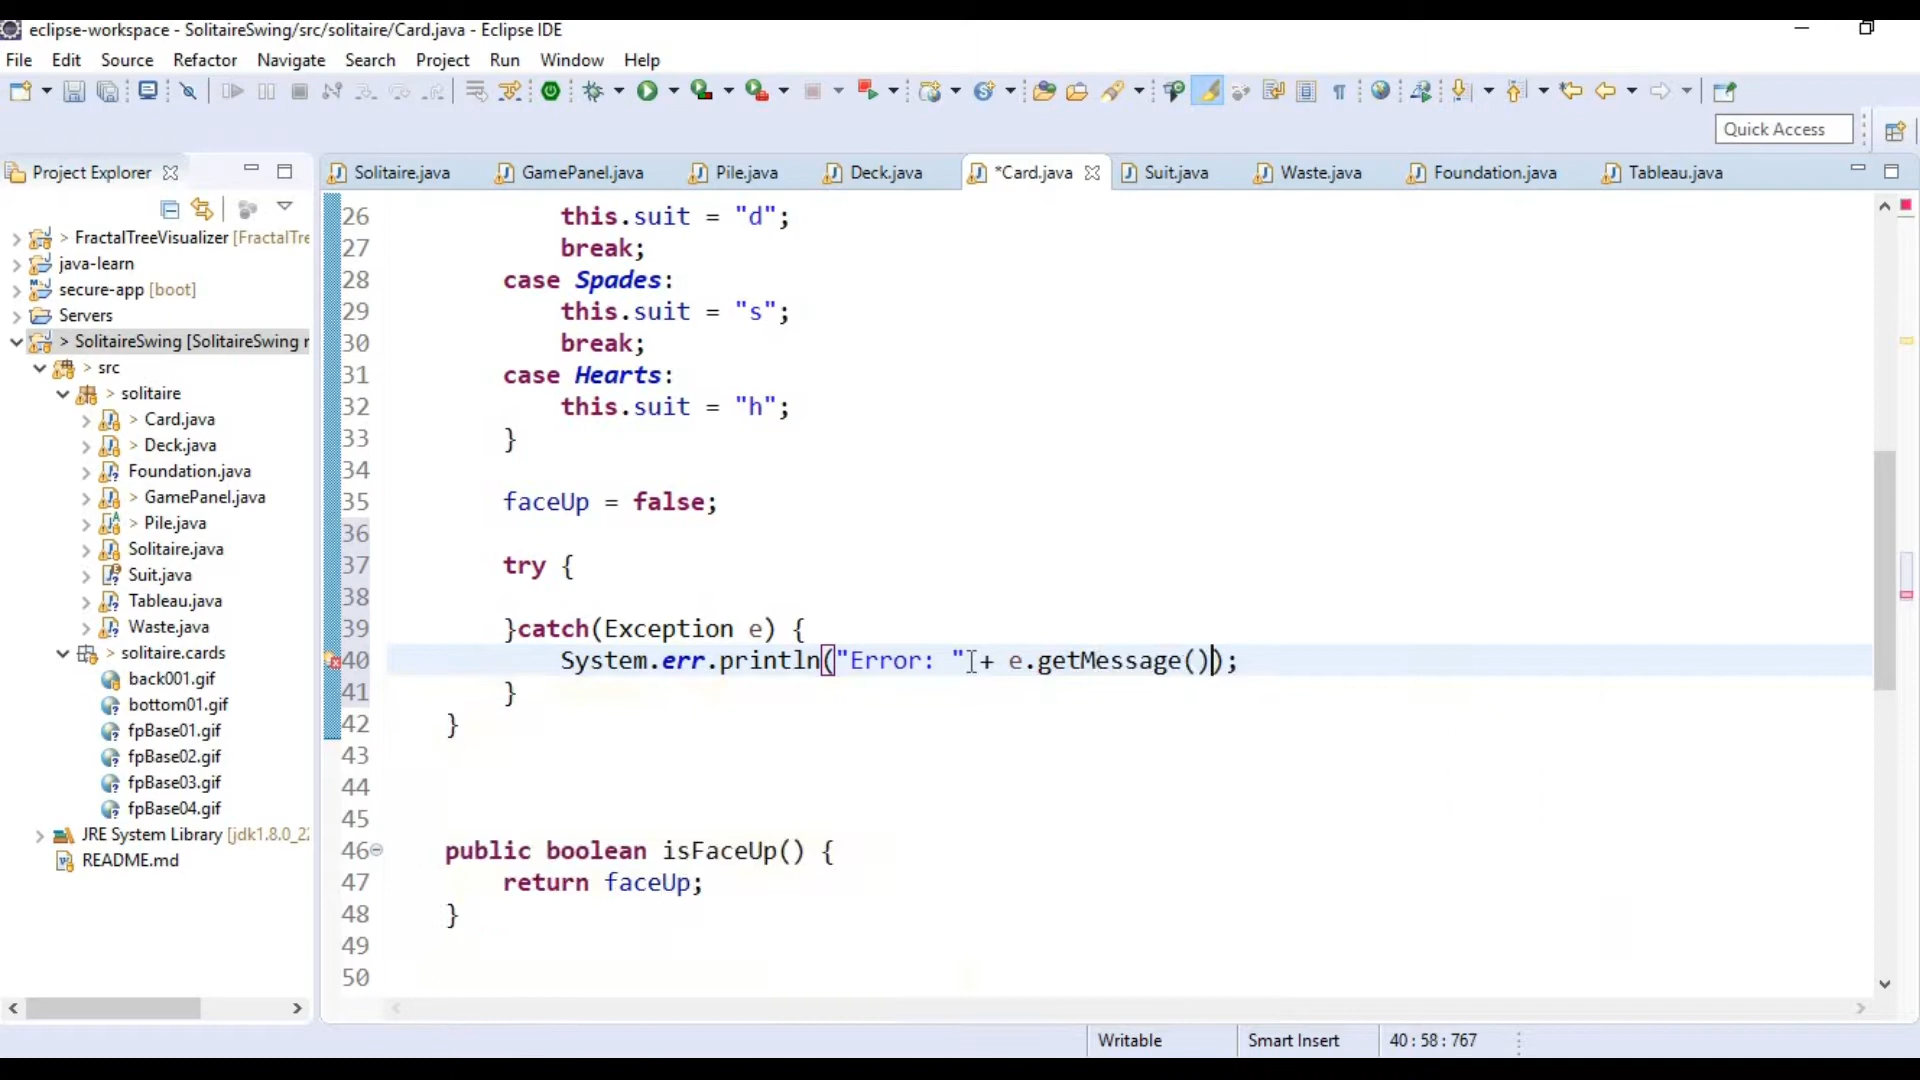 eclipse-workspace - SolitaireSwing/src/solitaire/Card.java - Eclipse IDE
File Edit Source Refactor Navigate Search Project Run Window Help
Quick Access
Project Explorer
Solitaire.java GamePanel.java Pile.java Deck.java *Card.java Suit.java Waste.java Foundation.java Tableau.java
> FractalTreeVisualizer [FractalTre
java-learn
secure-app [boot]
Servers
> SolitaireSwing [SolitaireSwing r
> src
> solitaire
> Card.java
> Deck.java
Foundation.java
> GamePanel.java
> Pile.java
Solitaire.java
Suit.java
Tableau.java
Waste.java
> solitaire.cards
back001.gif
bottom01.gif
fpBase01.gif
fpBase02.gif
fpBase03.gif
fpBase04.gif
JRE System Library [jdk1.8.0_22
README.md
26 this.suit = "d";
27 break;
28 case Spades:
29 this.suit = "s";
30 break;
31 case Hearts:
32 this.suit = "h";
33 }
34
35 faceUp = false;
36
37 try {
38
39 }catch(Exception e) {
40 System.err.println("Error: "+ e.getMessage());
41 }
42 }
43
44
45
46 public boolean isFaceUp() {
47 return faceUp;
48 }
49
50
Writable Smart Insert 40 : 58 : 767